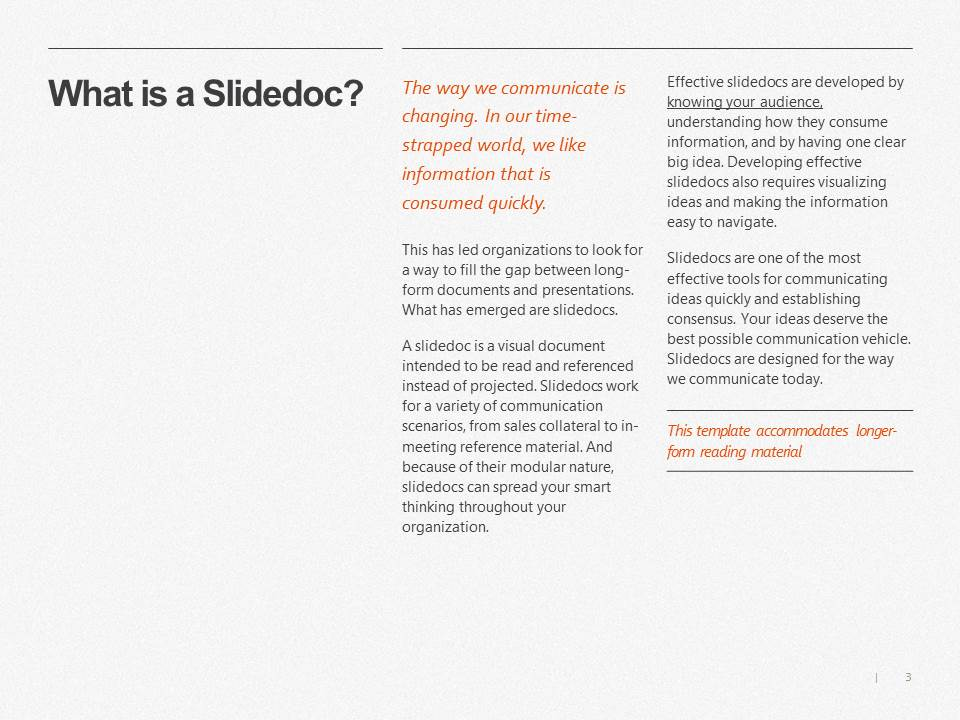 What is a Slidedoc?
The way we communicate is
changing. In our time-
strapped world, we like
information that is
consumed quickly.
This has led organizations to look for
a way to fill the gap between long-
form documents and presentations.
What has emerged are slidedocs.
A slidedoc is a visual document
intended to be read and referenced
instead of projected. Slidedocs work
for a variety of communication
scenarios, from sales collateral to in-
meeting reference material. And
because of their modular nature,
slidedocs can spread your smart
thinking throughout your
organization.
Effective slidedocs are developed by
knowing your audience,
understanding how they consume
information, and by having one clear
big idea. Developing effective
slidedocs also requires visualizing
ideas and making the information
easy to navigate.
Slidedocs are one of the most
effective tools for communicating
ideas quickly and establishing
consensus. Your ideas deserve the
best possible communication vehicle.
Slidedocs are designed for the way
we communicate today.
This template accommodates longer-
form reading material
| 3